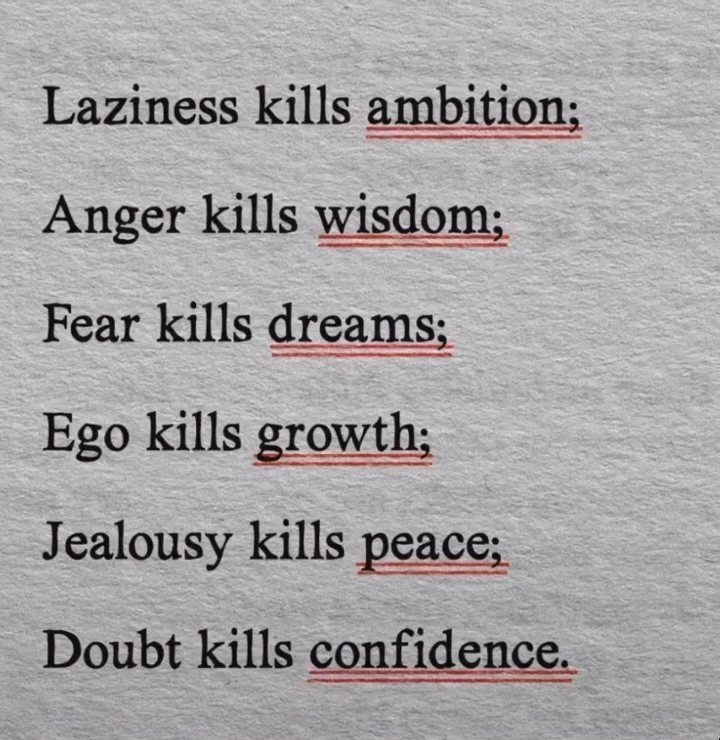 Laziness kills ambition;
Anger kills wisdom;
Fear kills dreams;
Ego kills growth;
Jealousy kills peace;
Doubt kills confidence.